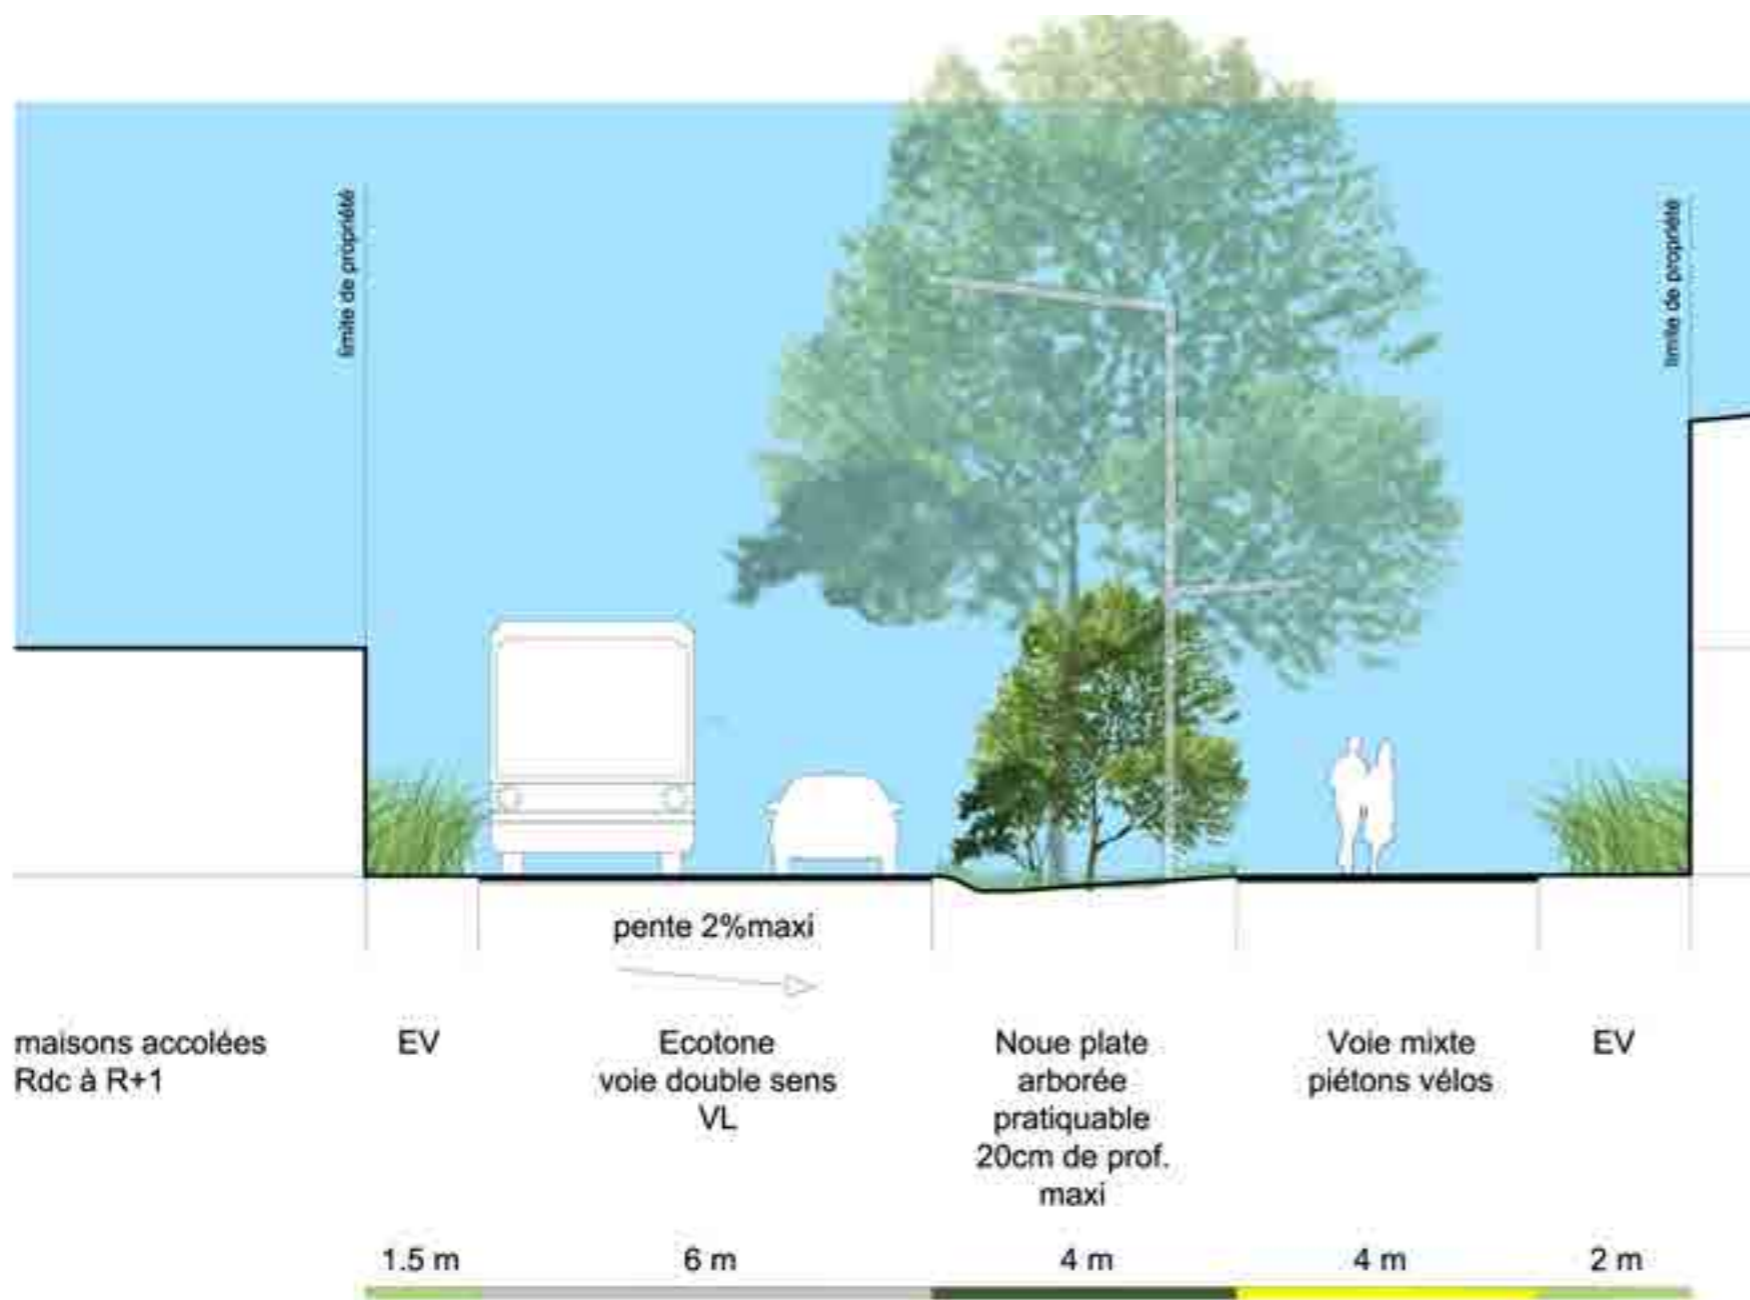 limite de propriété
limite de propriété
pente 2%maxi
maisons accolées
Rdc à R+1
EV
Ecotone
voie double sens
VL
Noue plate
arborée
pratiquable
20cm de prof.
maxi
Voie mixte
piétons vélos
EV
1.5 m
6 m
4 m
4 m
2 m